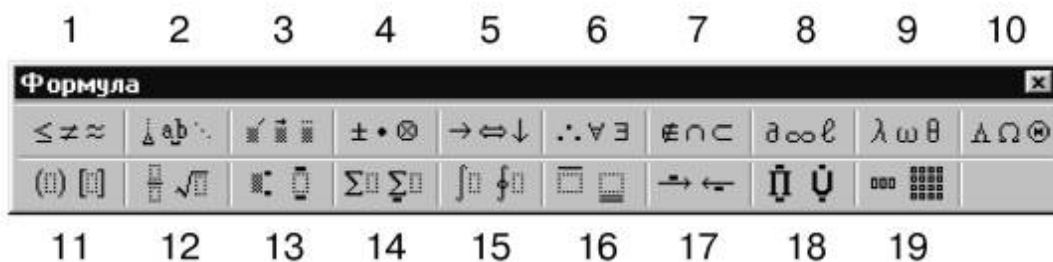 1 2 3 4 5 6 7 8 9 10
Формула
≤ ≠ ≈ ạb ⋱ ± • ⊗ → ⇔ ↓ ∴ ∀ ∃ ∉ ∩ ⊂ ∂ ∞ ℓ λ ω θ Λ Ω Θ
(▯) [▯] √▯ Σ▯ Σ▯ ∫▯ ∮▯ → ← Π Ụ
11 12 13 14 15 16 17 18 19